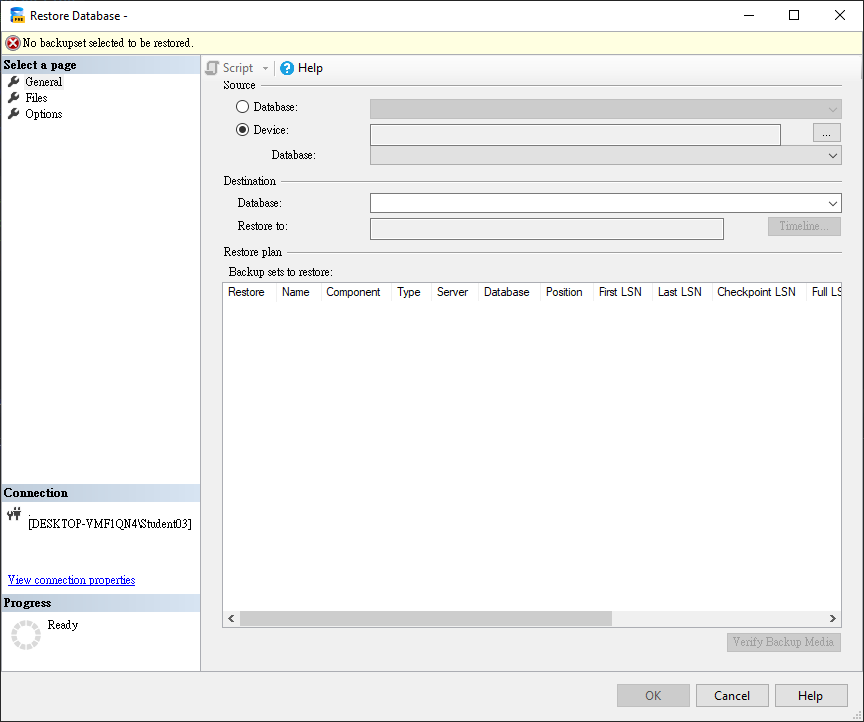 Restore Database -
No backupset selected to be restored.
Select a page
General
Files
Options
Script
Help
Source
Database:
Device:
...
Database:
Destination
Database:
Restore to:
Timeline...
Restore plan
Backup sets to restore:
Restore Name Component Type Server Database Position First LSN Last LSN Checkpoint LSN Full LS
Connection
.
[DESKTOP-VMF1QN4\Student03]
View connection properties
Progress
Ready
Verify Backup Media
OK Cancel Help